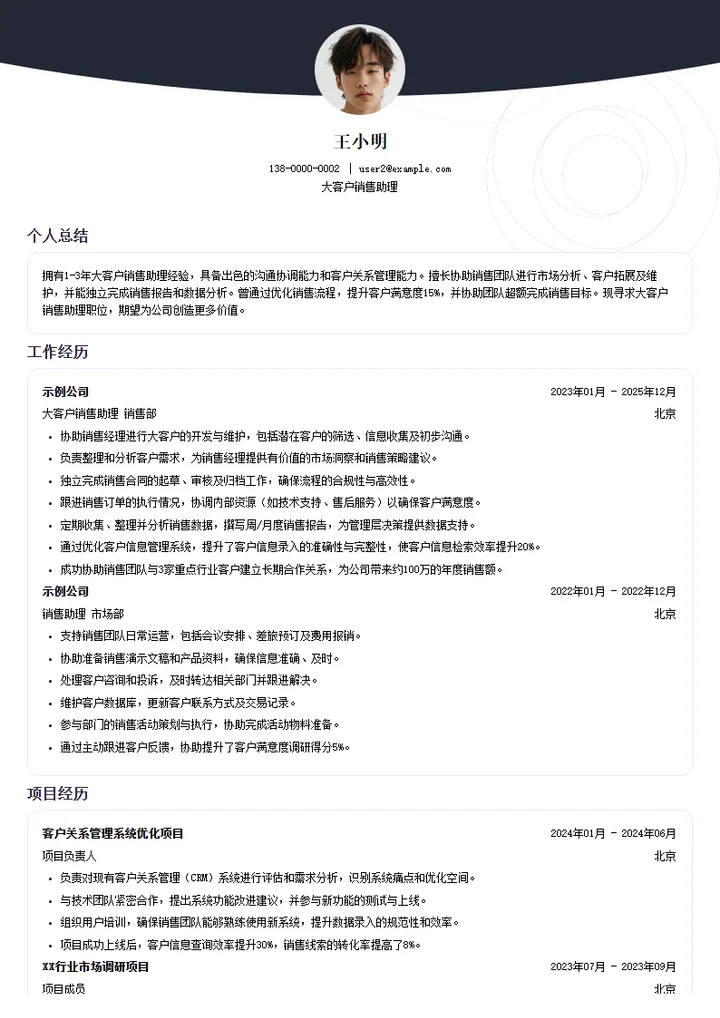 王小明
138-0000-0002 | user2@example.com
大客户销售助理
个人总结
拥有1-3年大客户销售助理经验，具备出色的沟通协调能力和客户关系管理能力。擅长协助销售团队进行市场分析、客户拓展及维
护，并能独立完成销售报告和数据分析。曾通过优化销售流程，提升客户满意度15%，并协助团队超额完成销售目标。现寻求大客户
销售助理职位，期望为公司创造更多价值。
工作经历
示例公司 2023年01月 - 2025年12月
大客户销售助理 销售部 北京
• 协助销售经理进行大客户的开发与维护，包括潜在客户的筛选、信息收集及初步沟通。
• 负责整理和分析客户需求，为销售经理提供有价值的市场洞察和销售策略建议。
• 独立完成销售合同的起草、审核及归档工作，确保流程的合规性与高效性。
• 跟进销售订单的执行情况，协调内部资源（如技术支持、售后服务）以确保客户满意度。
• 定期收集、整理并分析销售数据，撰写周/月度销售报告，为管理层决策提供数据支持。
• 通过优化客户信息管理系统，提升了客户信息录入的准确性与完整性，使客户信息检索效率提升20%。
• 成功协助销售团队与3家重点行业客户建立长期合作关系，为公司带来约100万的年度销售额。
示例公司 2022年01月 - 2022年12月
销售助理 市场部 北京
• 支持销售团队日常运营，包括会议安排、差旅预订及费用报销。
• 协助准备销售演示文稿和产品资料，确保信息准确、及时。
• 处理客户咨询和投诉，及时转达相关部门并跟进解决。
• 维护客户数据库，更新客户联系方式及交易记录。
• 参与部门的销售活动策划与执行，协助完成活动物料准备。
• 通过主动跟进客户反馈，协助提升了客户满意度调研得分5%。
项目经历
客户关系管理系统优化项目 2024年01月 - 2024年06月
项目负责人 北京
• 负责对现有客户关系管理（CRM）系统进行评估和需求分析，识别系统痛点和优化空间。
• 与技术团队紧密合作，提出系统功能改进建议，并参与新功能的测试与上线。
• 组织用户培训，确保销售团队能够熟练使用新系统，提升数据录入的规范性和效率。
• 项目成功上线后，客户信息查询效率提升30%，销售线索的转化率提高了8%。
XX行业市场调研项目 2023年07月 - 2023年09月
项目成员 北京